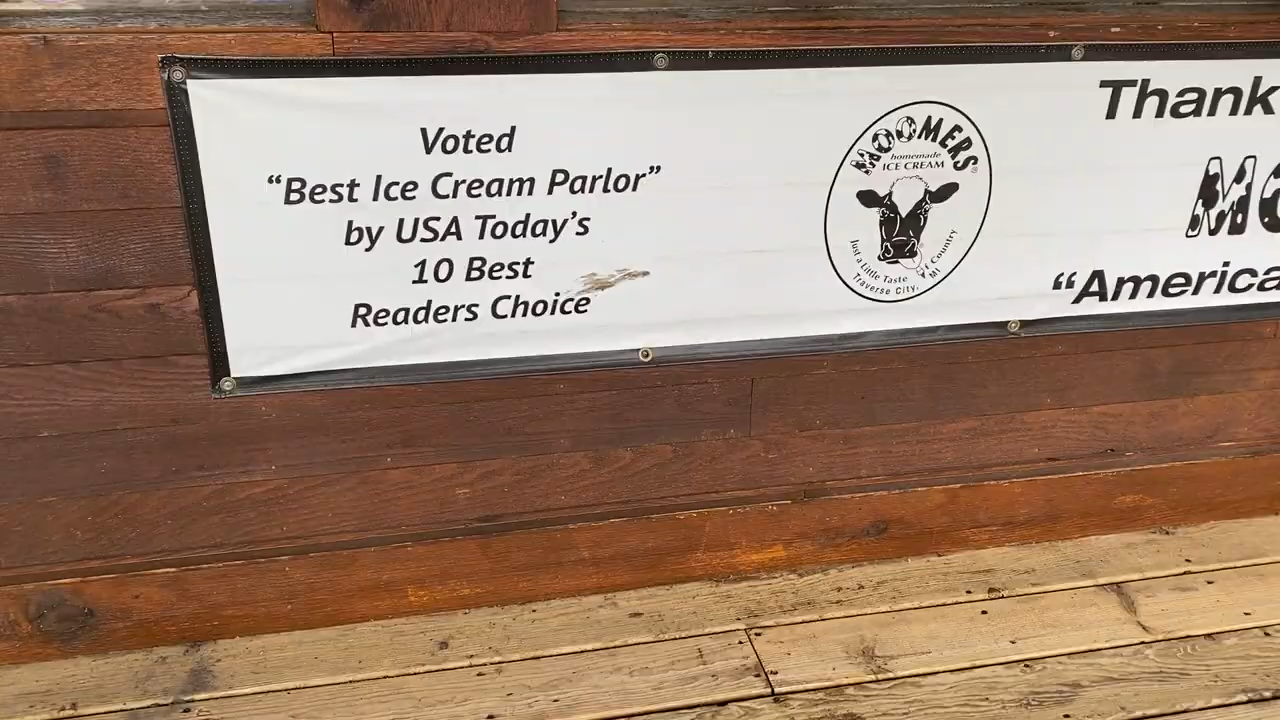 Voted
“Best Ice Cream Parlor”
by USA Today’s
10 Best
Readers Choice
MOOMERS®
homemade
ICE CREAM
Just a Little Taste of Country
Traverse City, MI
Thank
“America